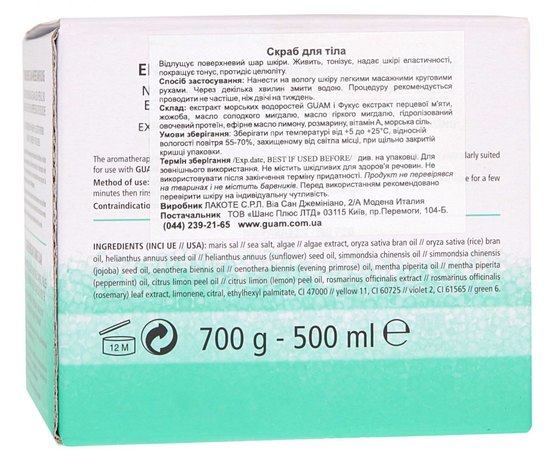 Скраб для тіла
Відлущує поверхневий шар шкіри. Живить, тонізує, надає шкірі еластичності,
покращує тонус, протидіє целюліту.
Спосіб застосування: Нанести на вологу шкіру легкими масажними круговими
рухами. Через декілька хвилин змити водою. Процедуру рекомендується
проводити не частіше, ніж двічі на тиждень.
Склад: екстракт морських водоростей GUAM і Фукус екстракт перцевої м'яти,
жожоба, масло солодкого мигдалю, масло гіркого мигдалю, гідролізований
овочевий протеїн, ефірне масло лимону, розмарину, вітамін А, морська сіль.
Умови зберігання: Зберігати при температурі від +5 до +25°С, відносній
вологості повітря 55-70%, захищеному від світла місці, при щільно закритій
кришці упаковки.
Термін зберігання /Exp.date, BEST IF USED BEFORE/ див. на упаковці. Для
зовнішнього використання. Не містить шкідливих для здоров'я речовин. Не
використовувати після закінчення терміну придатності. Продукт не перевірявся
на тваринах і не містить барвників. Перед використанням рекомендовано
перевірити шкіру на індивідуальну чутливість.
Виробник ЛАКОТЕ С.Р.Л. Віа Сан Джемініано, 2/А Модена Италия
Постачальник ТОВ «Шанс Плюс ЛТД» 03115 Київ, пр.Перемоги, 104-Б.
(044) 239-21-65 www.guam.com.ua
The aromatherap
for use with GUA
Method of use:
minutes then rins
Contraindication
larly suited
e for a few
INGREDIENTS (INCI UE // USA): maris sal // sea salt, algae // algae extract, oryza sativa bran oil // oryza sativa (rice) bran
oil, helianthus annuus seed oil // helianthus annuus (sunflower) seed oil, simmondsia chinensis oil // simmondsia chinensis
(jojoba) seed oil, oenothera biennis oil // oenothera biennis (evening primrose) oil, mentha piperita oil // mentha piperita
(peppermint) oil, citrus limon peel oil // citrus limon (lemon) peel oil, rosmarinus officinalis oil // rosmarinus officinalis
(rosemary) leaf extract, limonene, citral, ethylhexyl palmitate, CI 47000 // yellow 11, CI 60725 // violet 2, CI 61565 // green 6.
12 M
700 g - 500 ml ℮